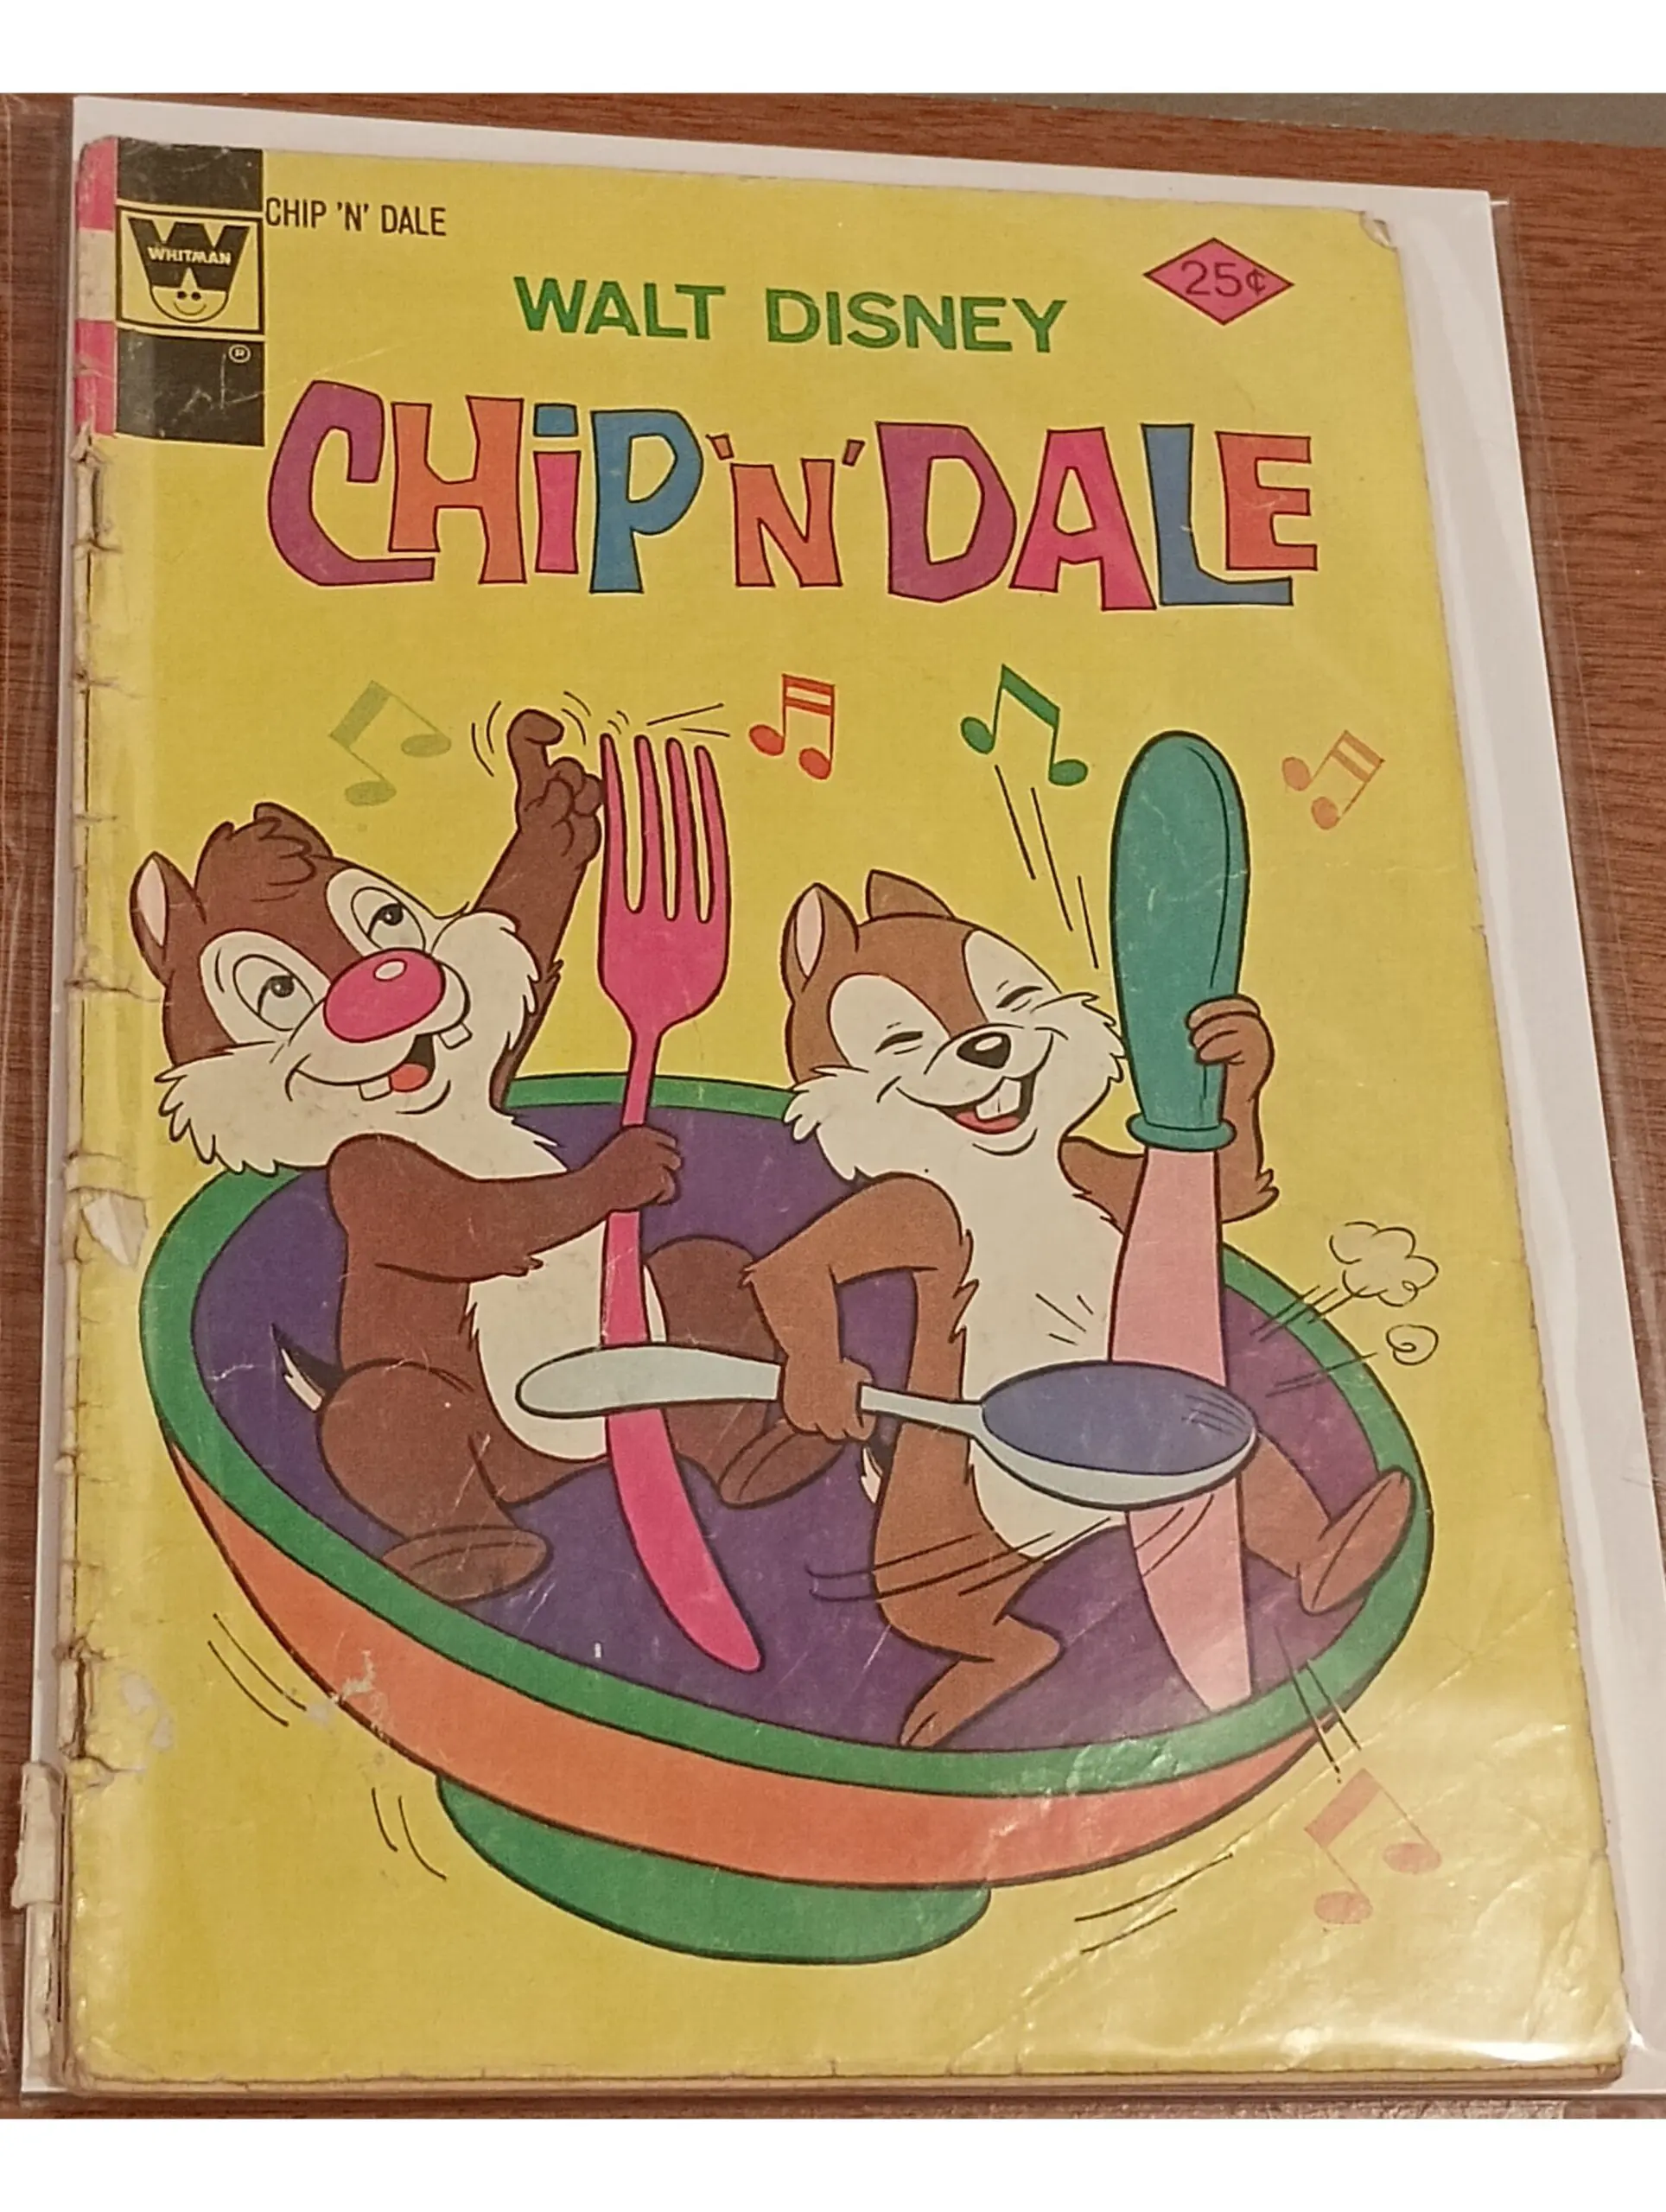 CHIP 'N' DALE
WHITMAN
®
25¢
WALT DISNEY
CHiP 'N' DALE